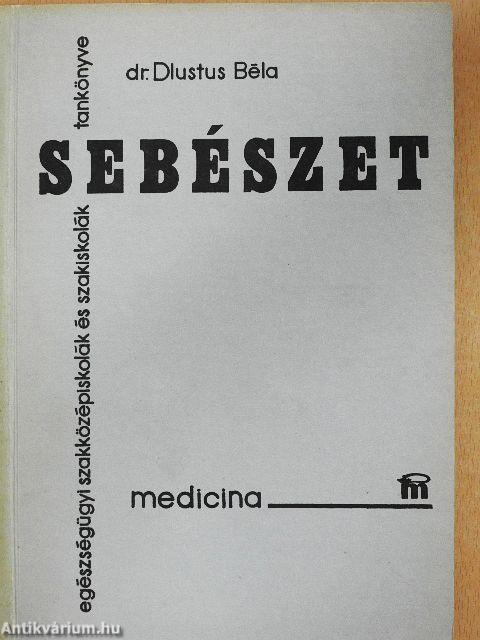 dr. Dlustus Béla
SEBÉSZET
egészségügyi szakközépiskolák és szakiskolák tankönyve
medicina
m
Antikvárium.hu